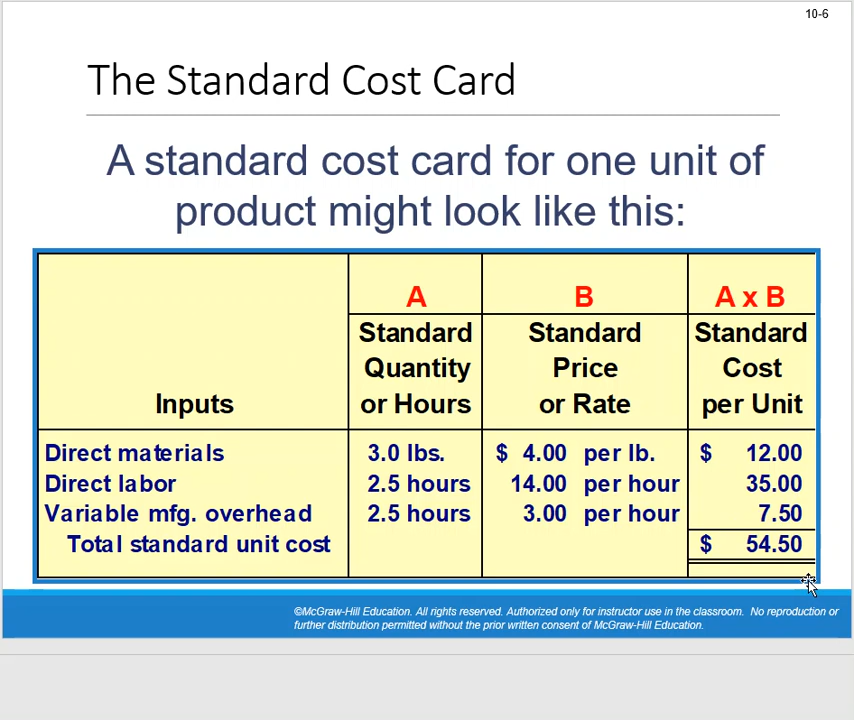 10-6
The Standard Cost Card
A standard cost card for one unit of
product might look like this:
A B A x B
Standard Standard Standard
Quantity Price Cost
Inputs or Hours or Rate per Unit
Direct materials 3.0 lbs. $ 4.00 per lb. $ 12.00
Direct labor 2.5 hours 14.00 per hour 35.00
Variable mfg. overhead 2.5 hours 3.00 per hour 7.50
Total standard unit cost $ 54.50
©McGraw-Hill Education. All rights reserved. Authorized only for instructor use in the classroom. No reproduction or
further distribution permitted without the prior written consent of McGraw-Hill Education.